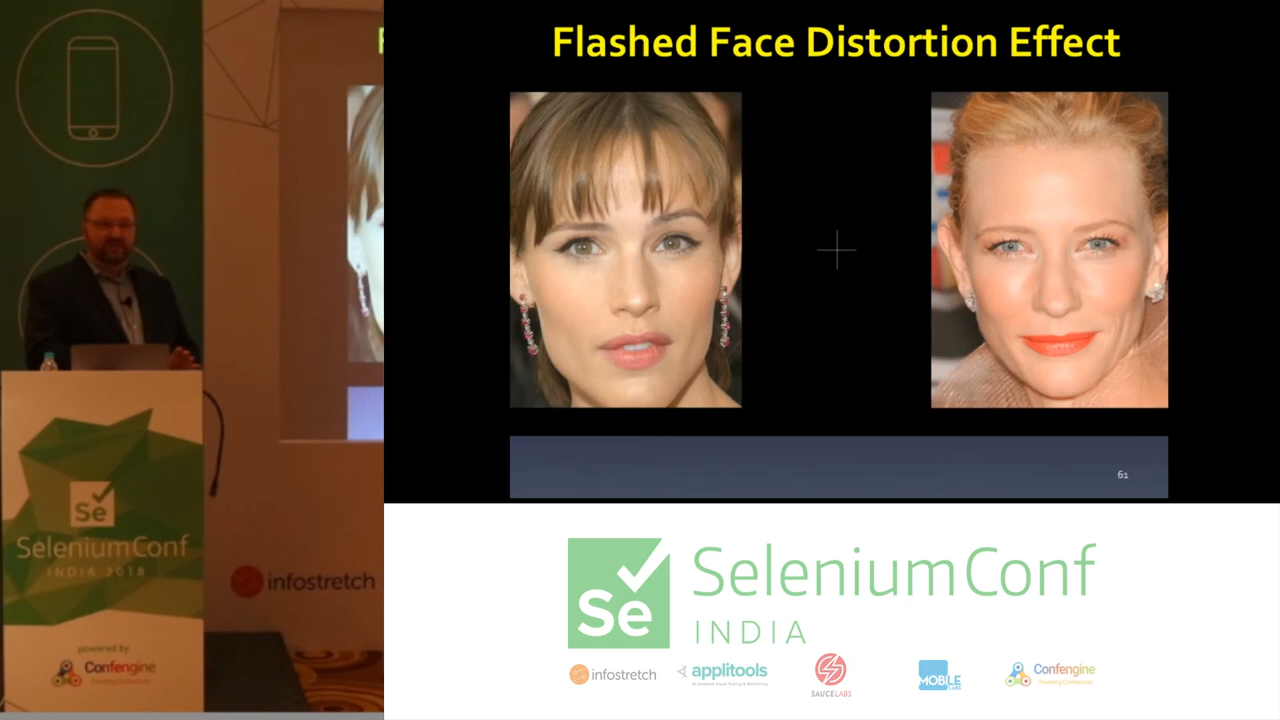 Flashed Face Distortion Effect
61
Se
SeleniumConf
INDIA 2018
infostretch
powered by
Confengine
Se
SeleniumConf
INDIA
infostretch
applitools
SAUCELABS
MOBILE
LABS
Confengine